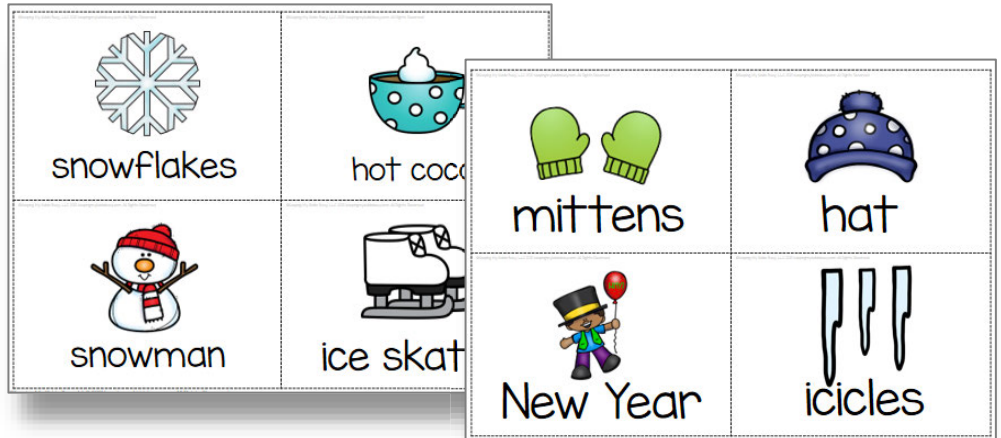 snowflakes
hot coco
snowman
ice skat
mittens
hat
New Year
icicles